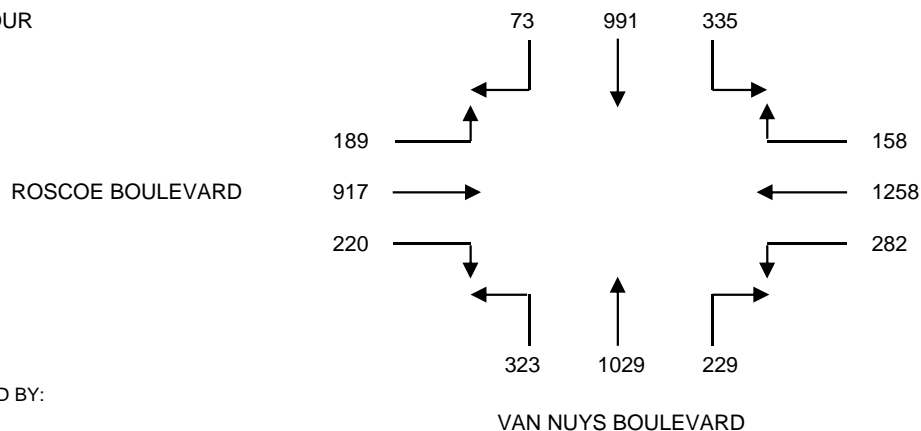 OUR 73 991 335
189 158
ROSCOE BOULEVARD 917 1258
220 282
323 1029 229
D BY:
VAN NUYS BOULEVARD